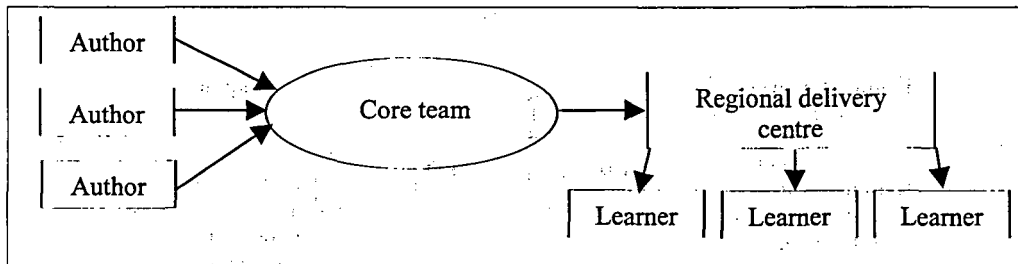 Author
Author
Author
Core team
Regional delivery
centre
Learner
Learner
Learner